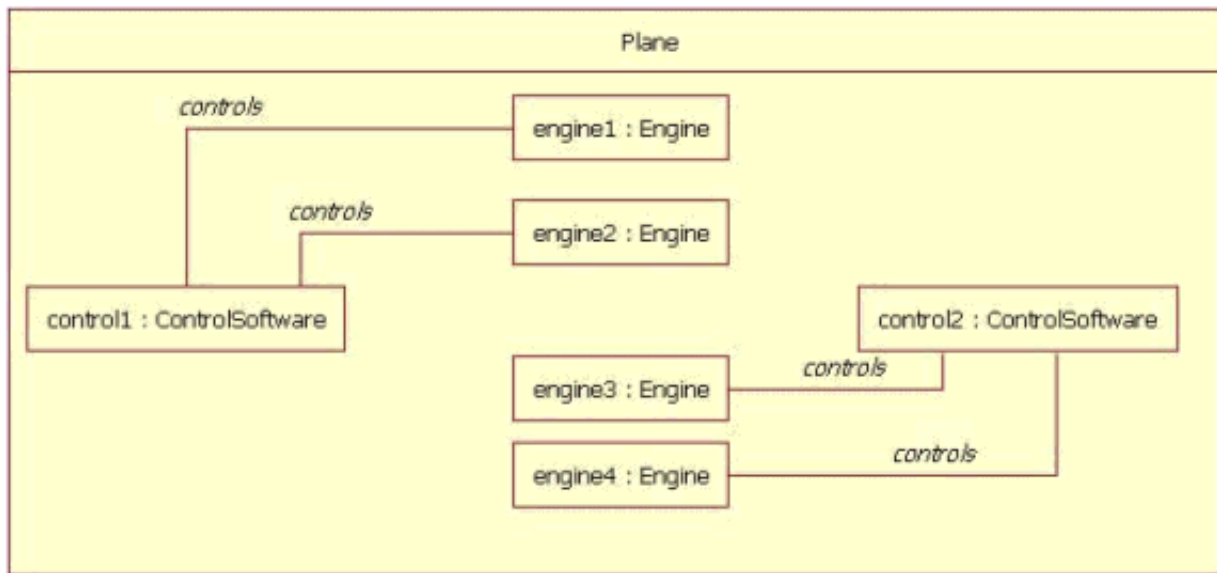 Plane
controls
engine1 : Engine
controls
engine2 : Engine
control1 : ControlSoftware
control2 : ControlSoftware
controls
engine3 : Engine
controls
engine4 : Engine